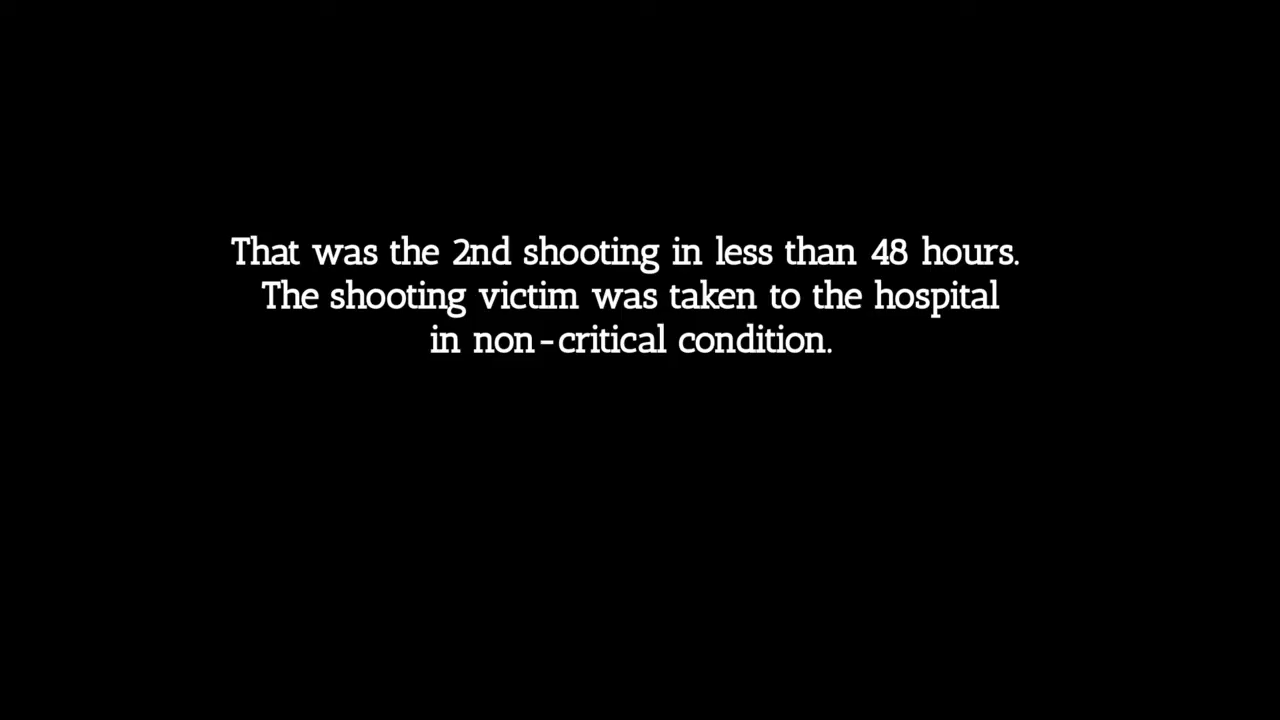 That was the 2nd shooting in less than 48 hours.
The shooting victim was taken to the hospital
in non-critical condition.